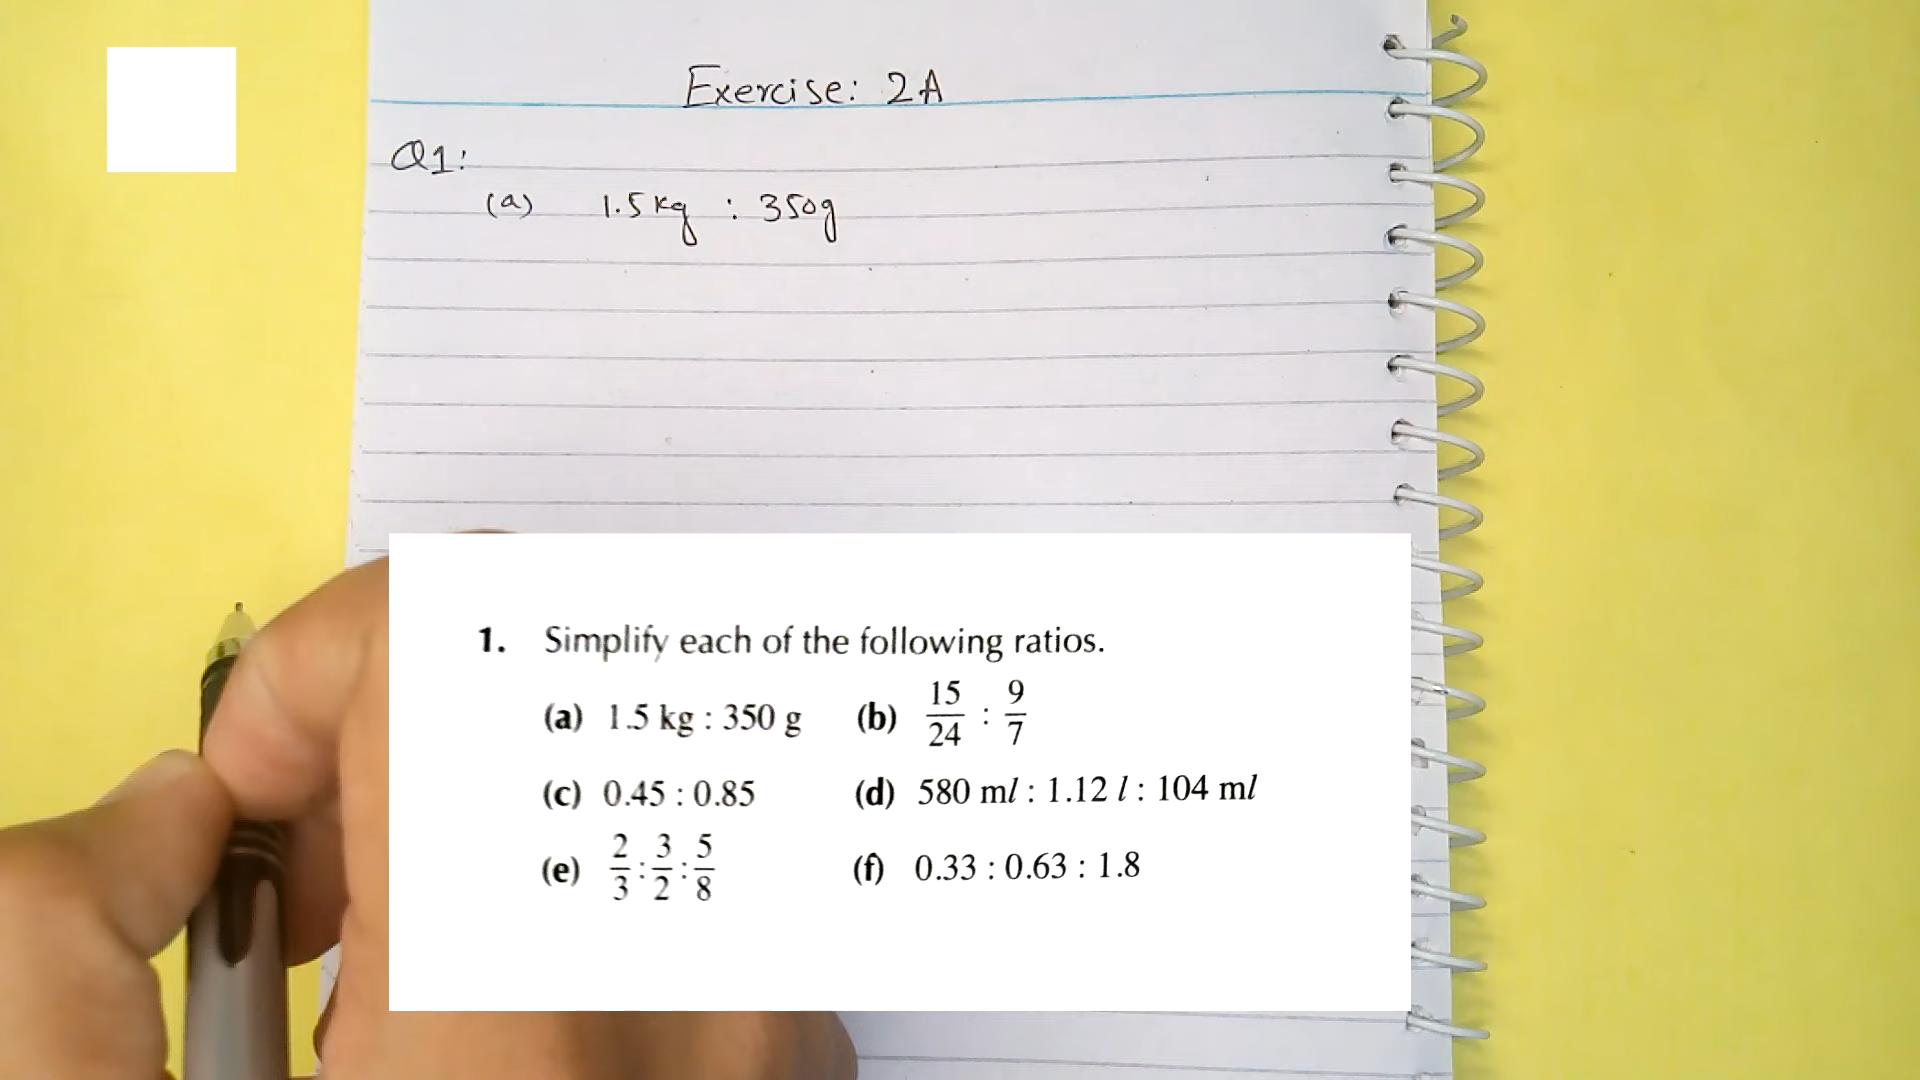 Exercise: 2A
Q1:
(a) 1.5 kg : 350g
1. Simplify each of the following ratios.
(a) 1.5 kg : 350 g (b) 15/24 : 9/7
(c) 0.45 : 0.85 (d) 580 ml : 1.12 l : 104 ml
(e) 2/3 : 3/2 : 5/8 (f) 0.33 : 0.63 : 1.8